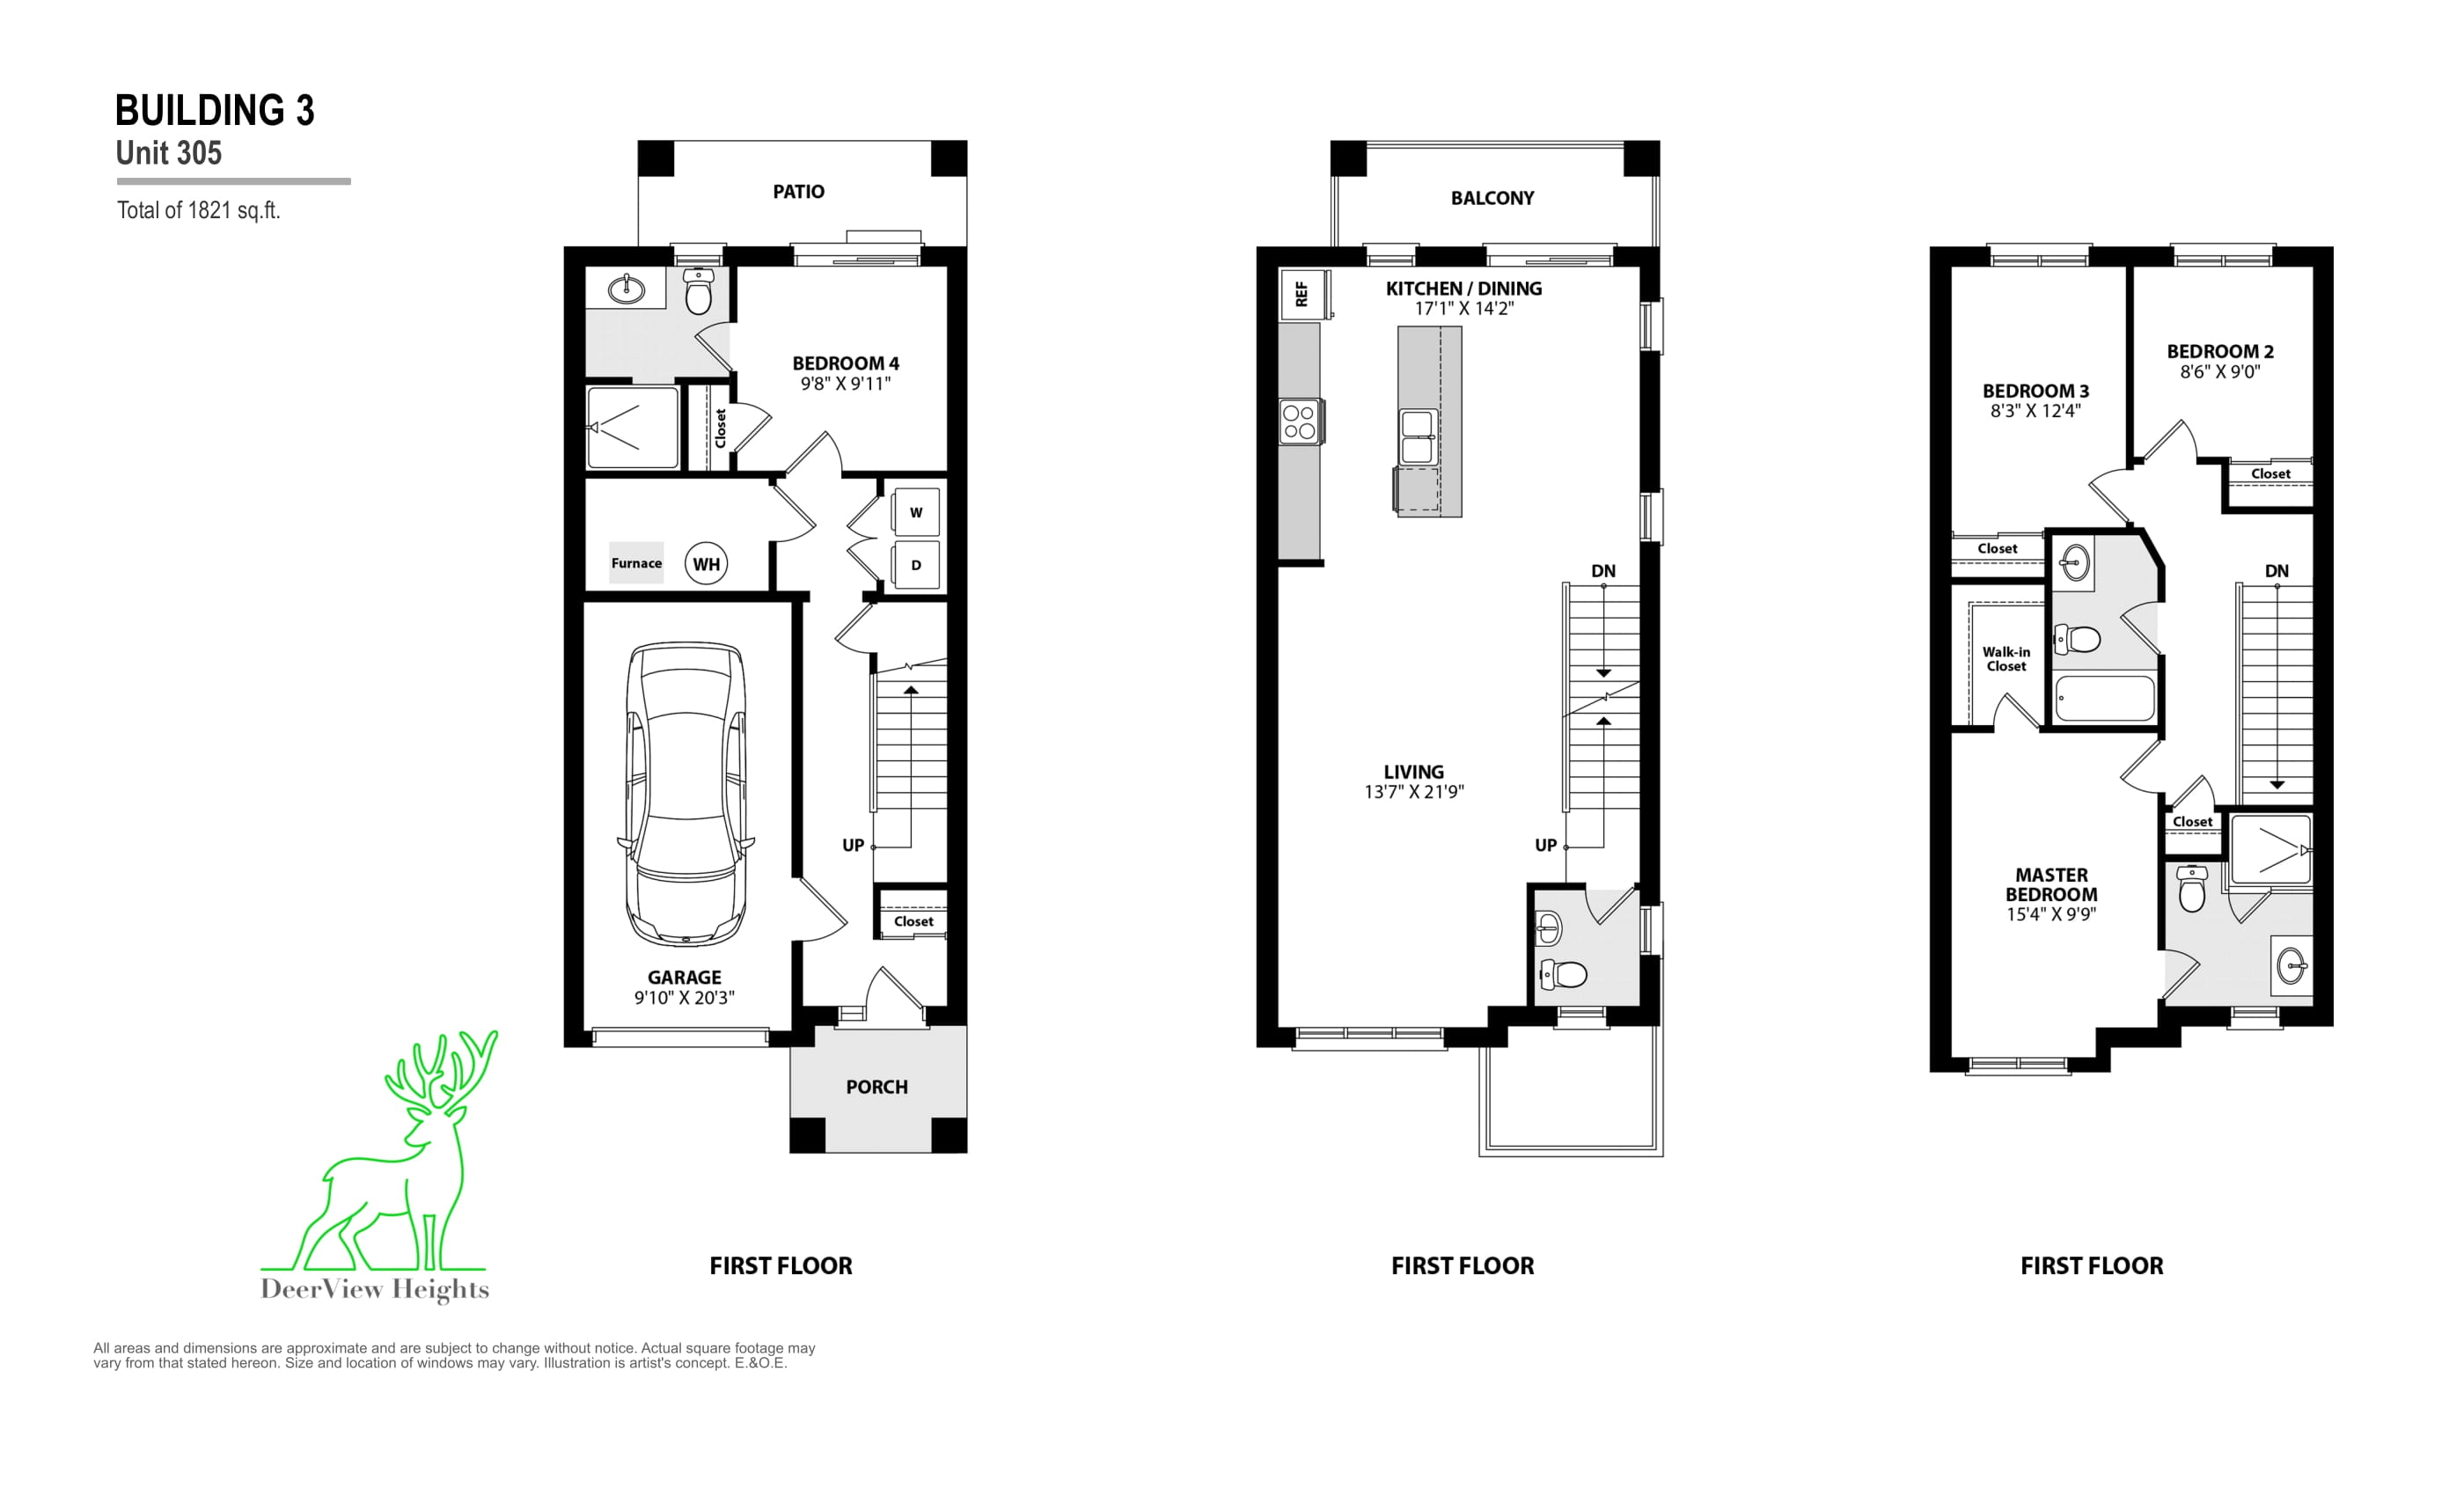 BUILDING 3
Unit 305
Total of 1821 sq.ft.
PATIO
BEDROOM 4
9'8" X 9'11"
Closet
W
D
Furnace
WH
UP
Closet
GARAGE
9'10" X 20'3"
PORCH
FIRST FLOOR
BALCONY
REF
KITCHEN / DINING
17'1" X 14'2"
DN
LIVING
13'7" X 21'9"
UP
FIRST FLOOR
BEDROOM 2
8'6" X 9'0"
BEDROOM 3
8'3" X 12'4"
Closet
Closet
DN
Walk-in
Closet
Closet
MASTER
BEDROOM
15'4" X 9'9"
FIRST FLOOR
DeerView Heights
All areas and dimensions are approximate and are subject to change without notice. Actual square footage may
vary from that stated hereon. Size and location of windows may vary. Illustration is artist's concept. E.&O.E.